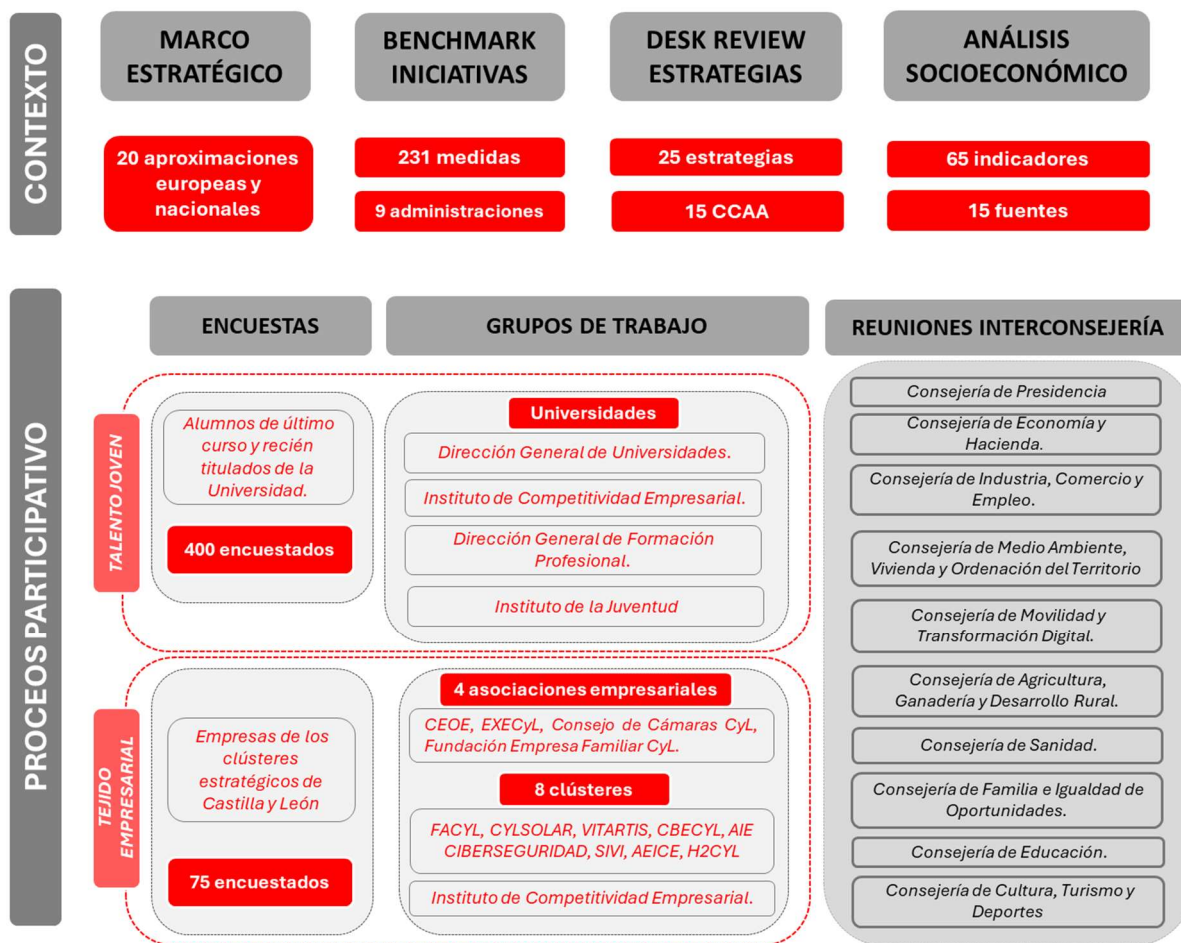 CONTEXTO
MARCO
ESTRATÉGICO
20 aproximaciones
europeas y
nacionales
BENCHMARK
INICIATIVAS
231 medidas
9 administraciones
DESK REVIEW
ESTRATEGIAS
25 estrategias
15 CCAA
ANÁLISIS
SOCIOECONÓMICO
65 indicadores
15 fuentes
PROCEOS PARTICIPATIVO
ENCUESTAS
GRUPOS DE TRABAJO
REUNIONES INTERCONSEJERÍA
TALENTO JOVEN
Alumnos de último
curso y recién
titulados de la
Universidad.
400 encuestados
Universidades
Dirección General de Universidades.
Instituto de Competitividad Empresarial.
Dirección General de Formación
Profesional.
Instituto de la Juventud
TEJIDO
EMPRESARIAL
Empresas de los
clústeres
estratégicos de
Castilla y León
75 encuestados
4 asociaciones empresariales
CEOE, EXECyL, Consejo de Cámaras CyL,
Fundación Empresa Familiar CyL.
8 clústeres
FACYL, CYLSOLAR, VITARTIS, CBECYL, AIE
CIBERSEGURIDAD, SIVI, AEICE, H2CYL
Instituto de Competitividad Empresarial.
Consejería de Presidencia
Consejería de Economía y
Hacienda.
Consejería de Industria, Comercio y
Empleo.
Consejería de Medio Ambiente,
Vivienda y Ordenación del Territorio
Consejería de Movilidad y
Transformación Digital.
Consejería de Agricultura,
Ganadería y Desarrollo Rural.
Consejería de Sanidad.
Consejería de Familia e Igualdad de
Oportunidades.
Consejería de Educación.
Consejería de Cultura, Turismo y
Deportes